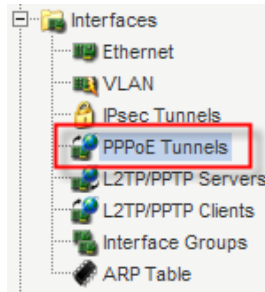 Interfaces
Ethernet
VLAN
IPsec Tunnels
PPPoE Tunnels
L2TP/PPTP Servers
L2TP/PPTP Clients
Interface Groups
ARP Table